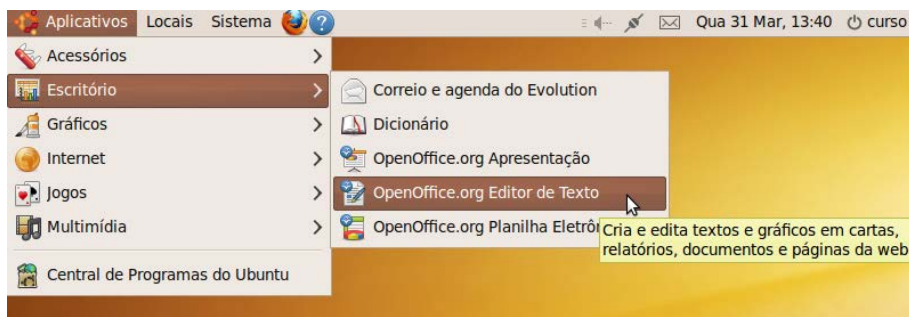 Aplicativos Locais Sistema ? Qua 31 Mar, 13:40 curso
Acessórios
Escritório
Gráficos
Internet
Jogos
Multimídia
Central de Programas do Ubuntu
Correio e agenda do Evolution
Dicionário
OpenOffice.org Apresentação
OpenOffice.org Editor de Texto
OpenOffice.org Planilha
Cria e edita textos e gráficos em cartas,
relatórios, documentos e páginas da web